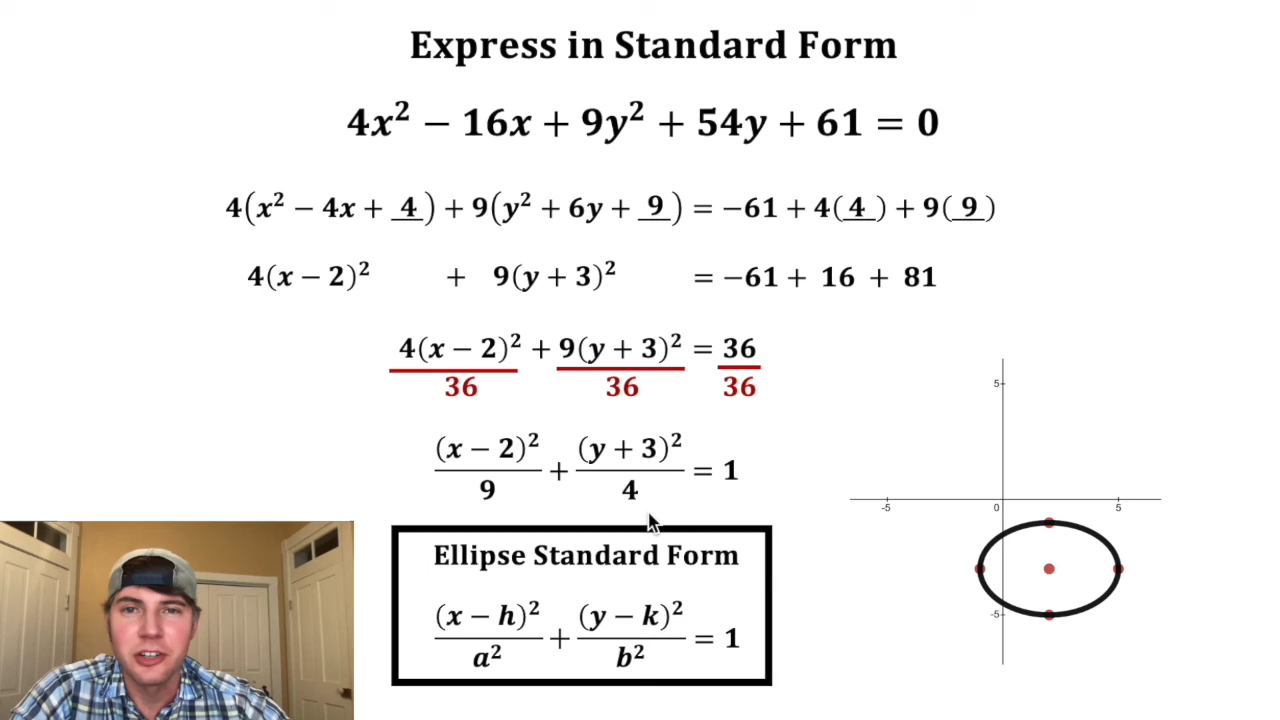 Express in Standard Form
4x² − 16x + 9y² + 54y + 61 = 0
4(x² − 4x + 4) + 9(y² + 6y + 9) = −61 + 4(4) + 9(9)
4(x − 2)² + 9(y + 3)² = −61 + 16 + 81
4(x − 2)² + 9(y + 3)² = 36
36 36 36
(x − 2)² (y + 3)²
+ = 1
9 4
Ellipse Standard Form
(x − h)² (y − k)²
+ = 1
a² b²
5
-5 0 5
-5